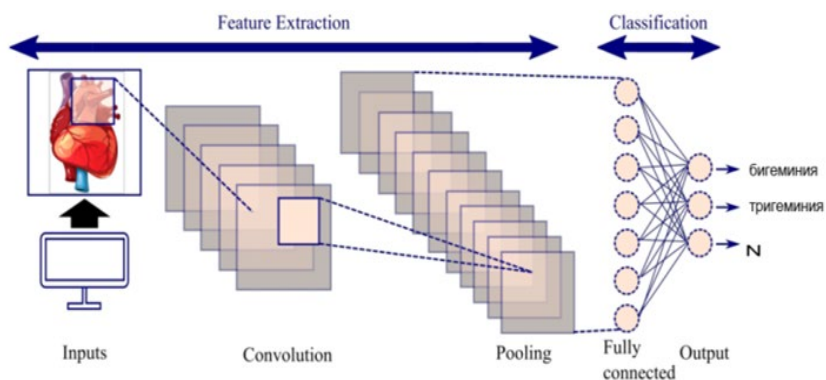 Feature Extraction
Classification
бигеминия
тригеминия
N
Inputs
Convolution
Pooling
Fully
connected
Output